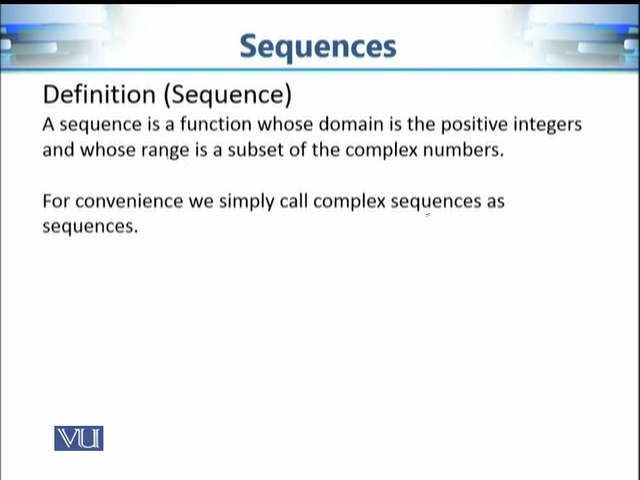 Sequences
Definition (Sequence)
A sequence is a function whose domain is the positive integers
and whose range is a subset of the complex numbers.
For convenience we simply call complex sequences as
sequences.
VU